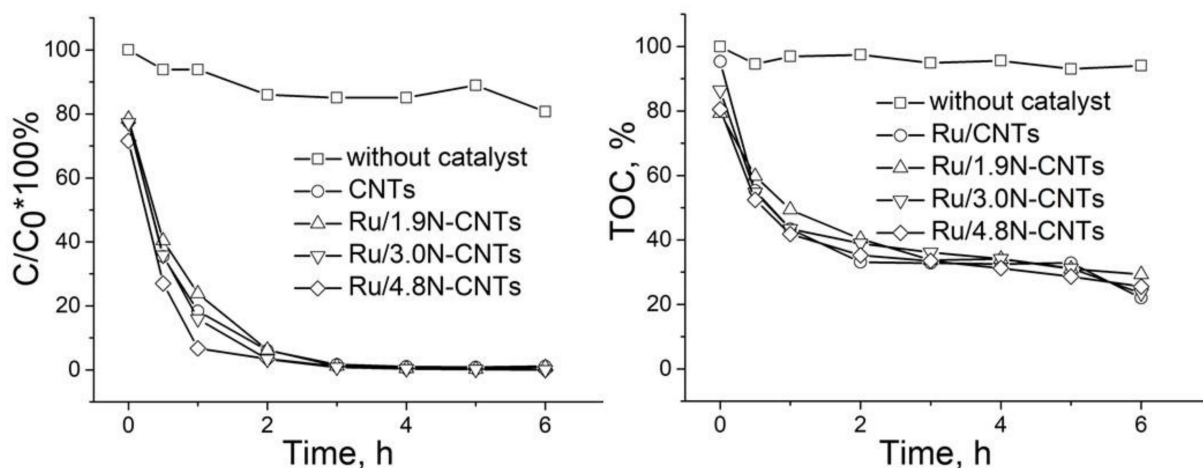 C/C0*100%
100
80
60
40
20
0
without catalyst
CNTs
Ru/1.9N-CNTs
Ru/3.0N-CNTs
Ru/4.8N-CNTs
0
2
4
6
Time, h
TOC, %
100
80
60
40
20
0
without catalyst
Ru/CNTs
Ru/1.9N-CNTs
Ru/3.0N-CNTs
Ru/4.8N-CNTs
0
2
4
6
Time, h